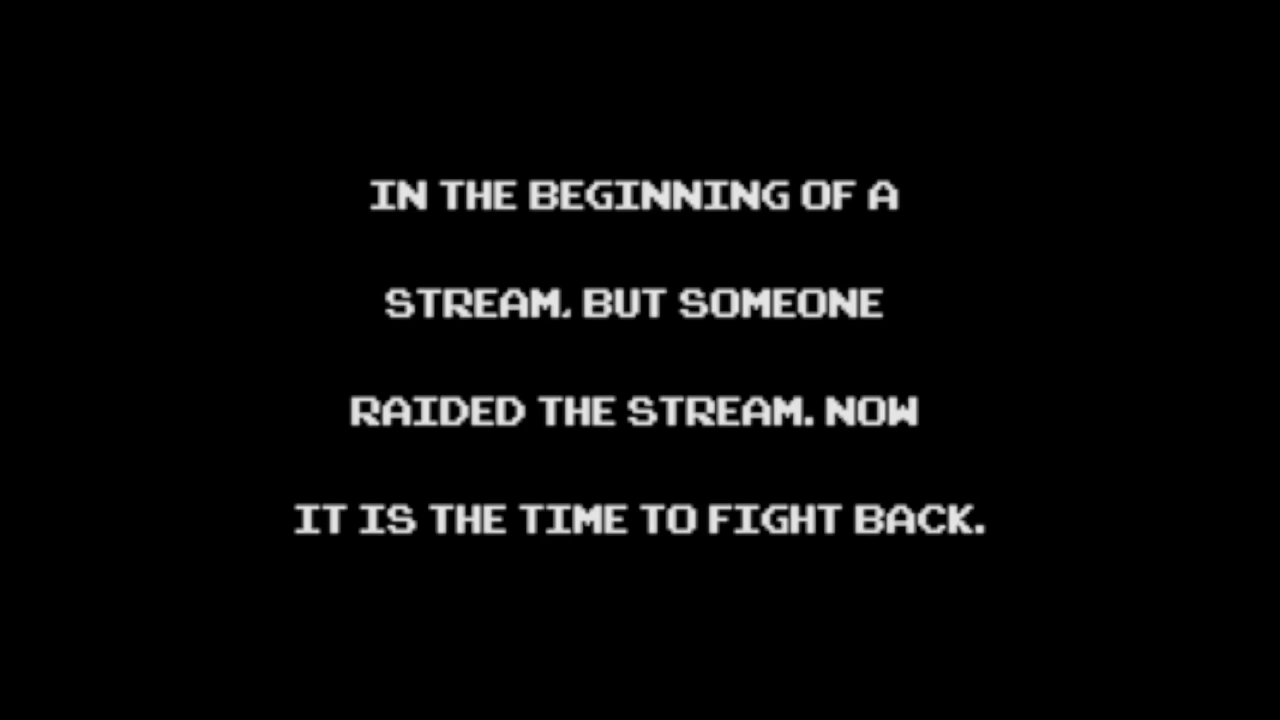 IN THE BEGINNING OF A
STREAM, BUT SOMEONE
RAIDED THE STREAM. NOW
IT IS THE TIME TO FIGHT BACK.